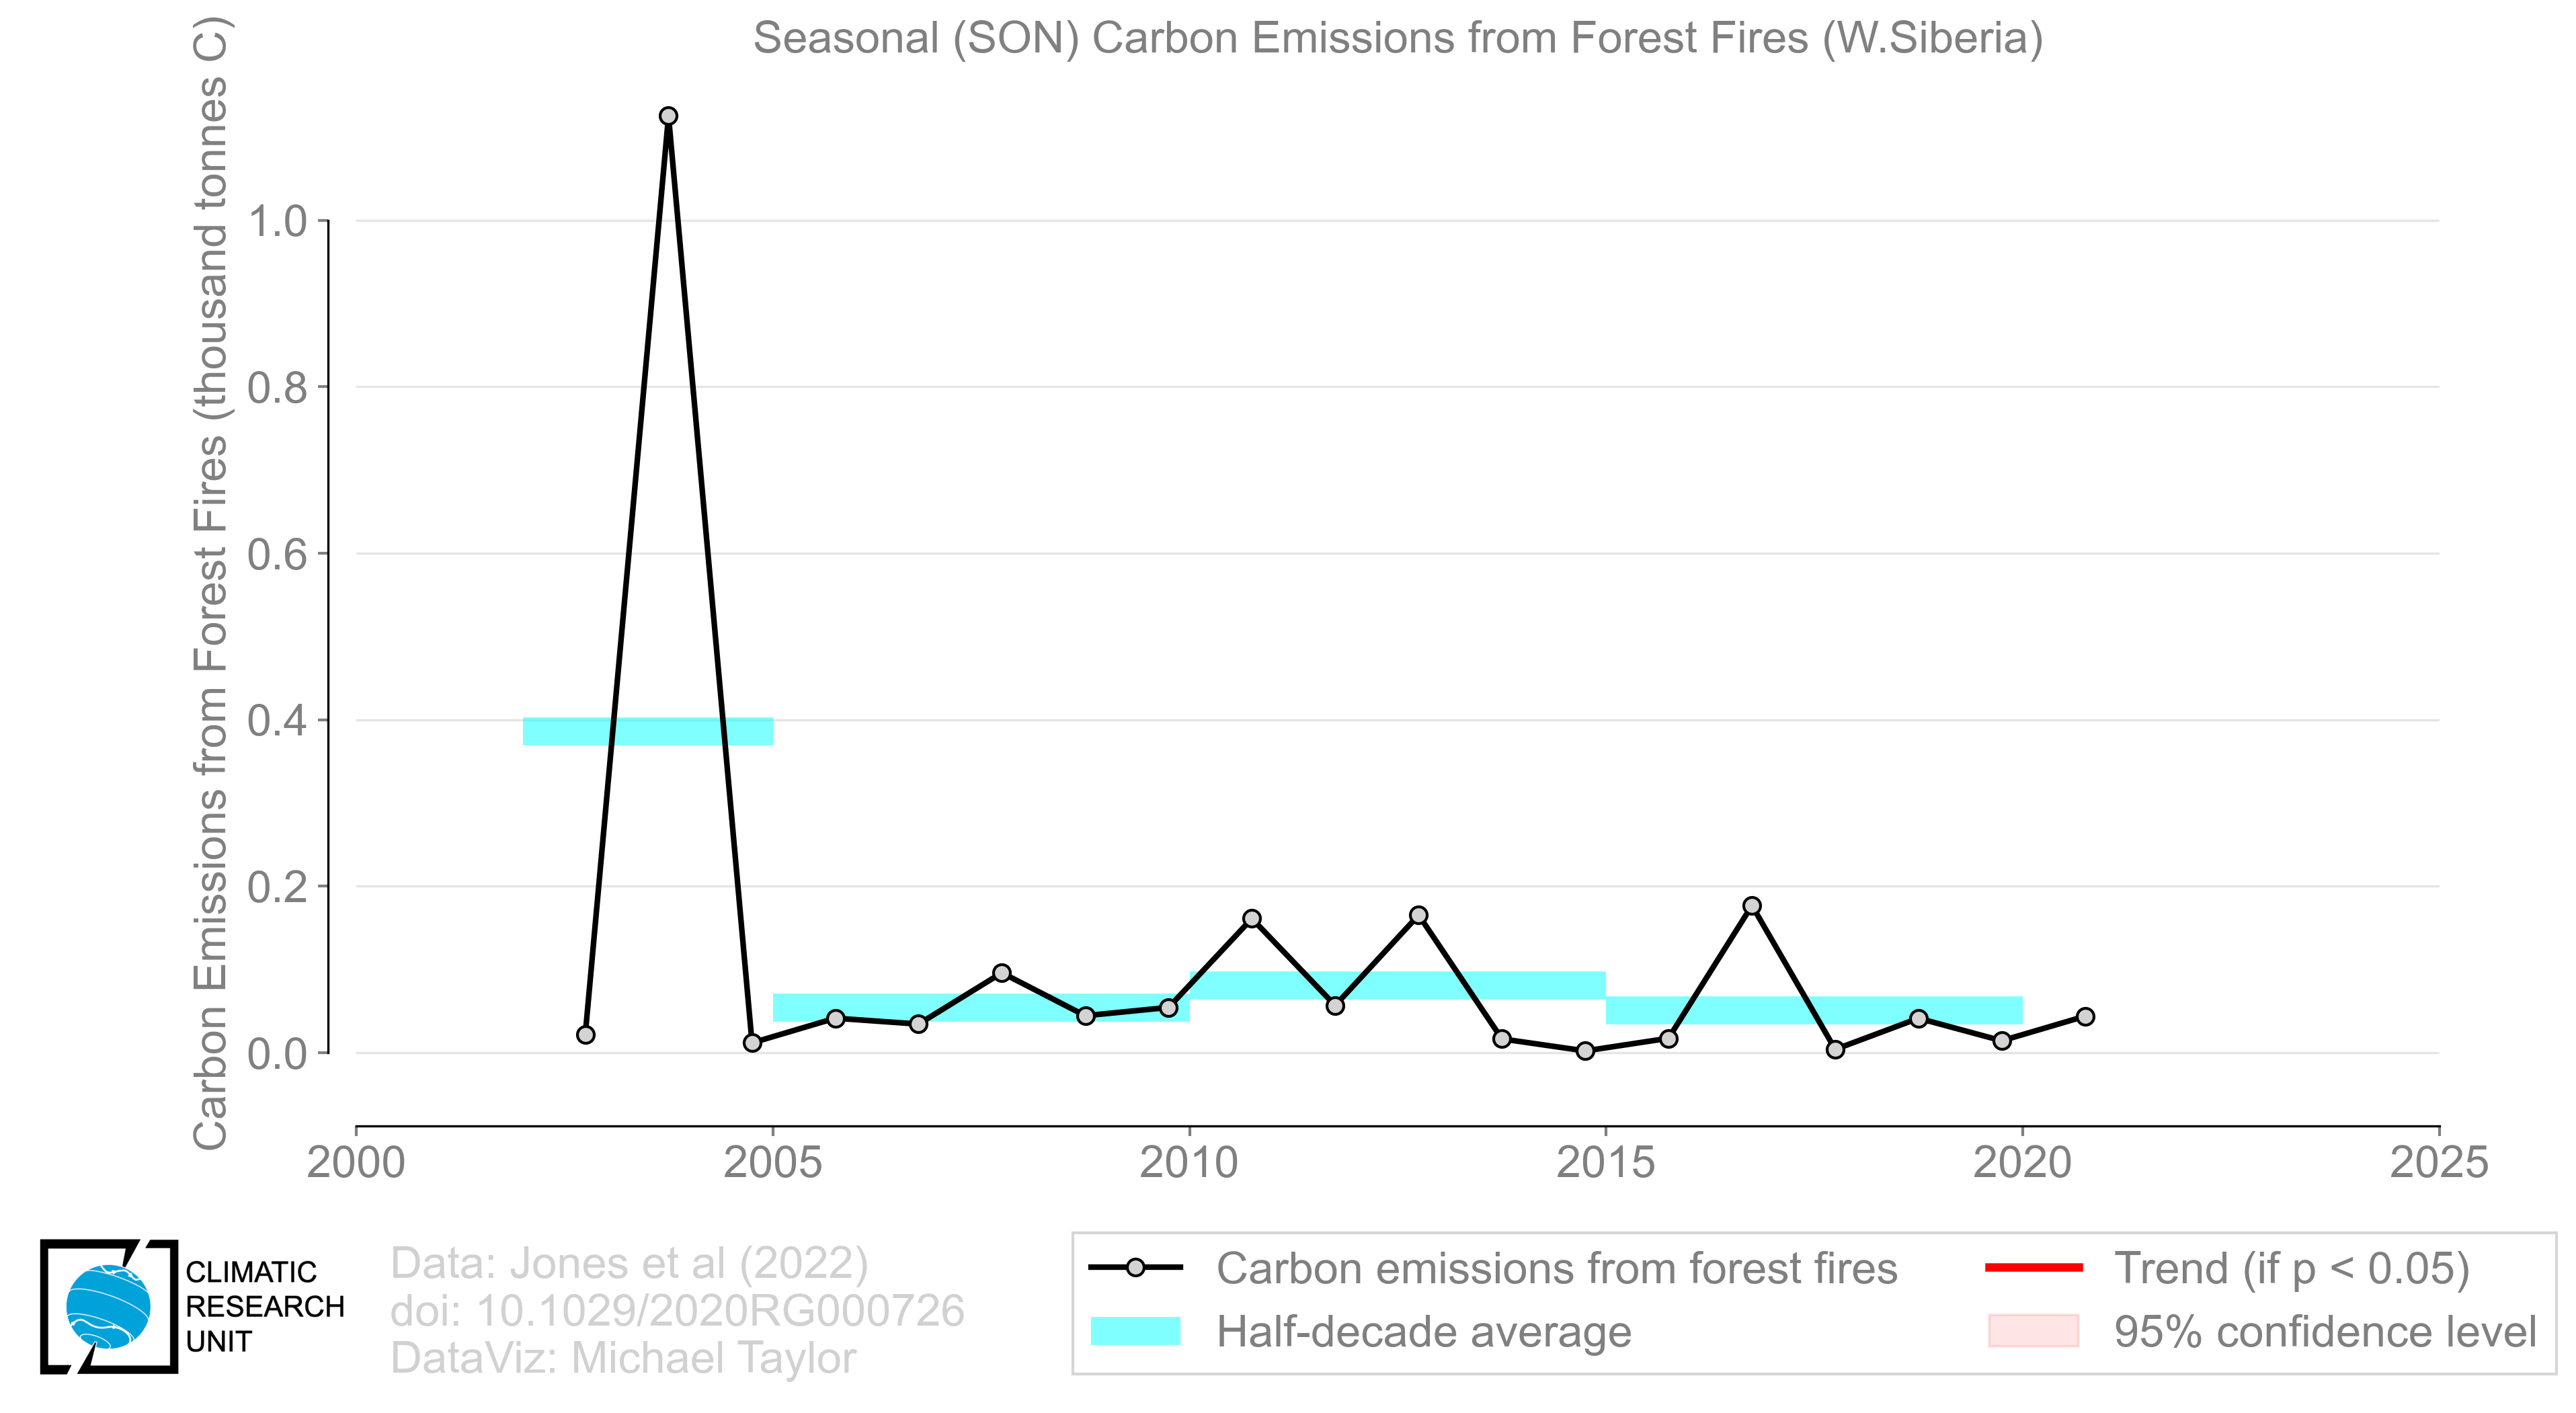 Seasonal (SON) Carbon Emissions from Forest Fires (W.Siberia)
Carbon Emissions from Forest Fires (thousand tonnes C)
1.0
0.8
0.6
0.4
0.2
0.0
2000 2005 2010 2015 2020 2025
CLIMATIC
RESEARCH
UNIT
Data: Jones et al (2022)
doi: 10.1029/2020RG000726
DataViz: Michael Taylor
Carbon emissions from forest fires
Half-decade average
Trend (if p < 0.05)
95% confidence level